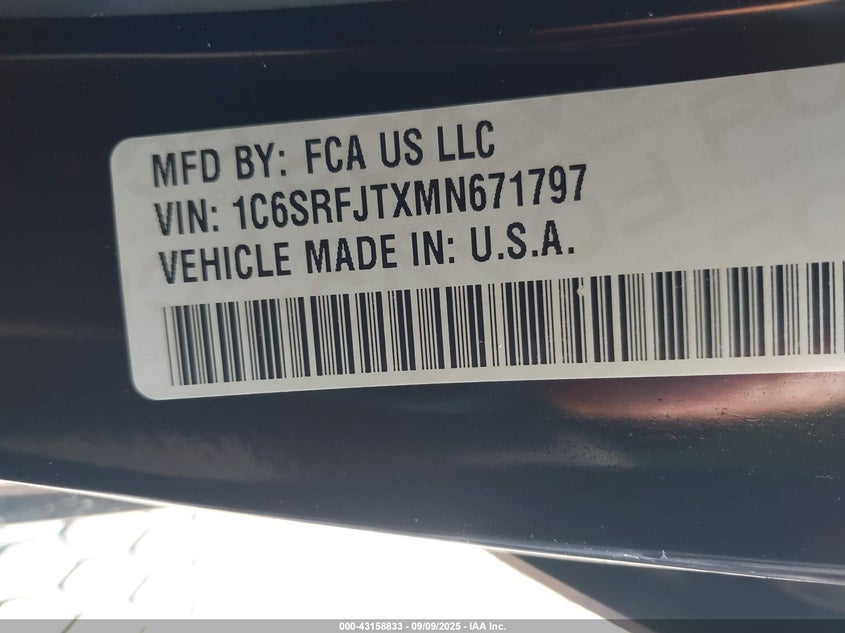 MFD BY: FCA US LLC
VIN: 1C6SRFJTXMN671797
VEHICLE MADE IN: U.S.A.
000-43158833 - 09/09/2025 - IAA Inc.